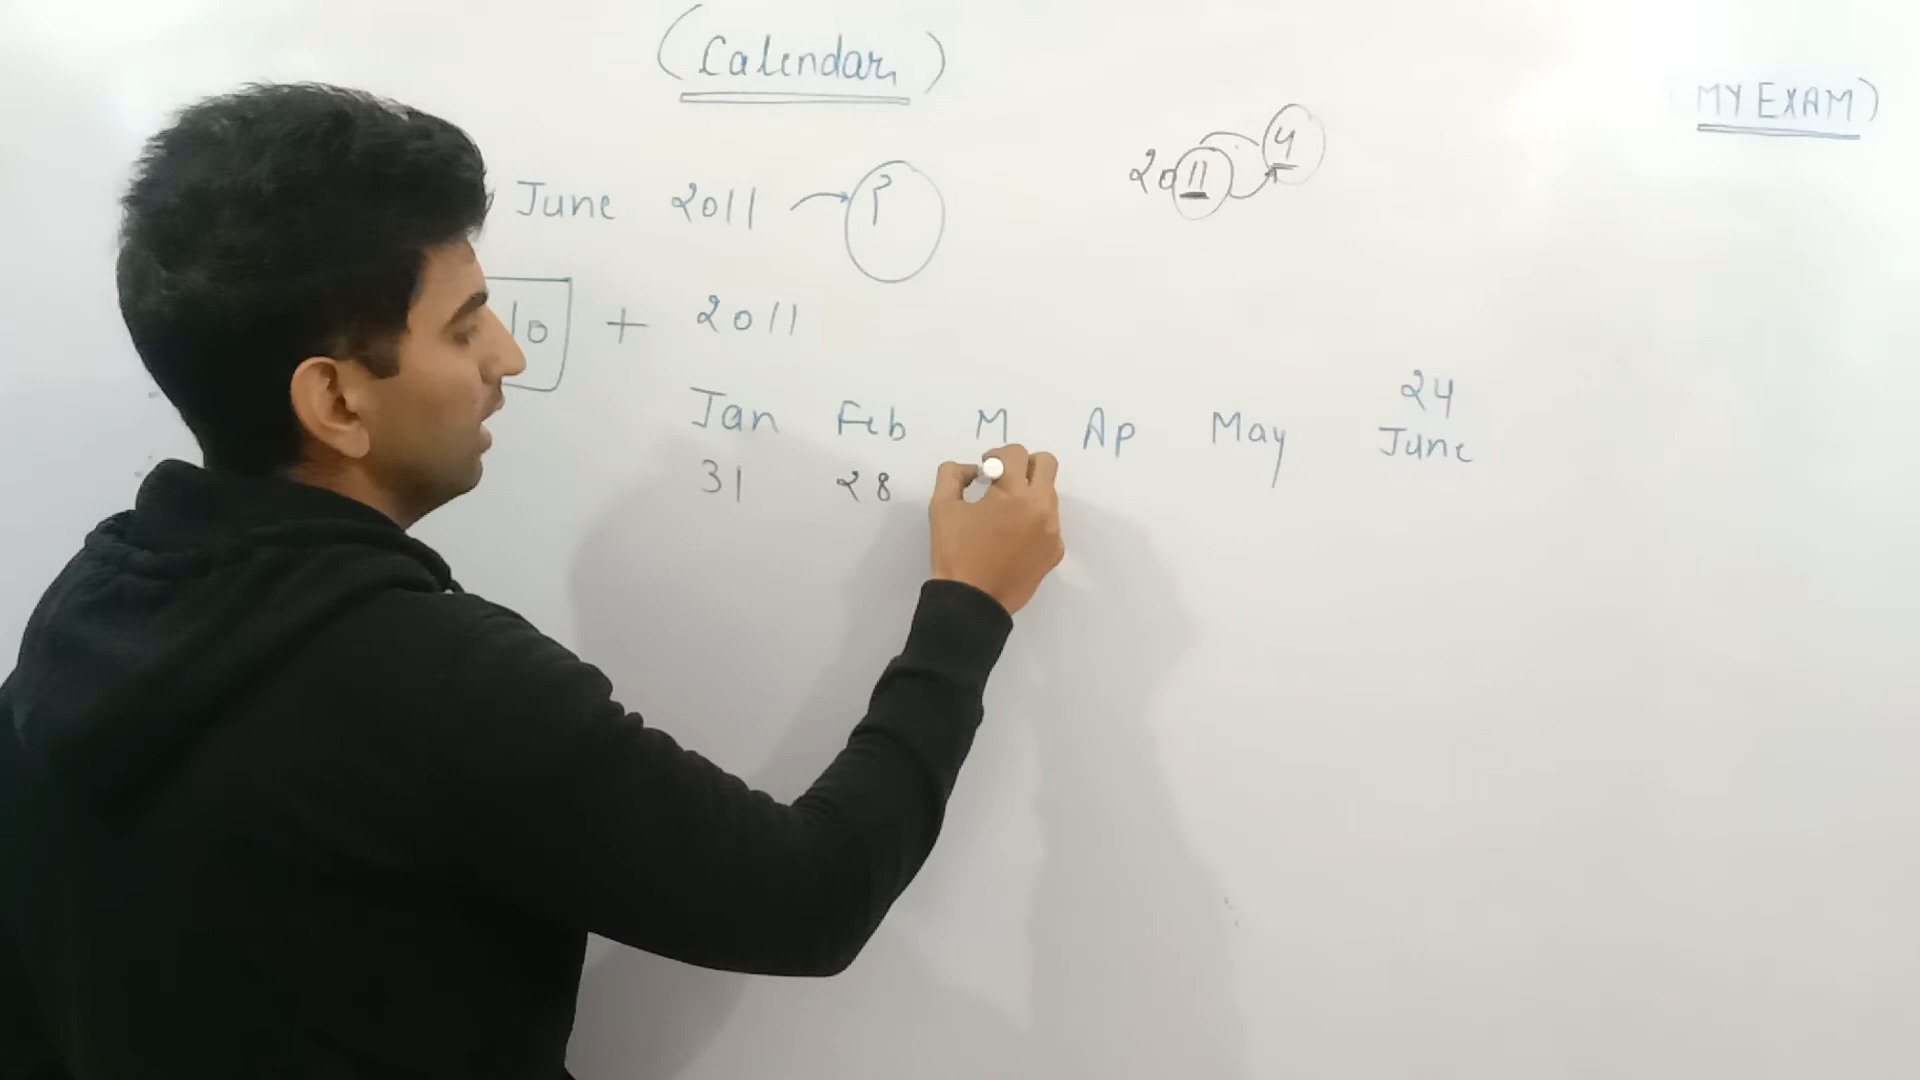 (Calendar)
MY EXAM)
2011 4
June 2011 → ?
10 + 2011
24
Jan Feb M Ap May June
31 28